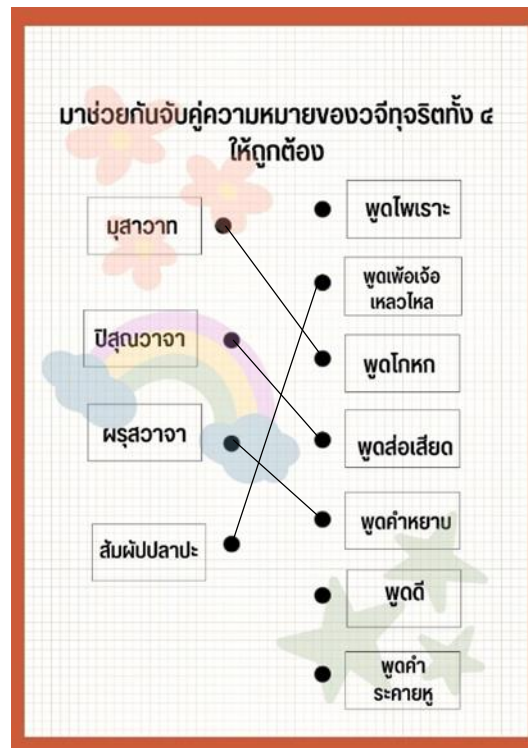 มาช่วยกันจับคู่ความหมายของวจีทุจริตทั้ง ๔
ให้ถูกต้อง
มุสาวาท
ปิสุณวาจา
ผรุสวาจา
สัมผัปปลาปะ
พูดไพเราะ
พูดเพ้อเจ้อ
เหลวไหล
พูดโกหก
พูดส่อเสียด
พูดคำหยาบ
พูดดี
พูดคำ
ระคายหู